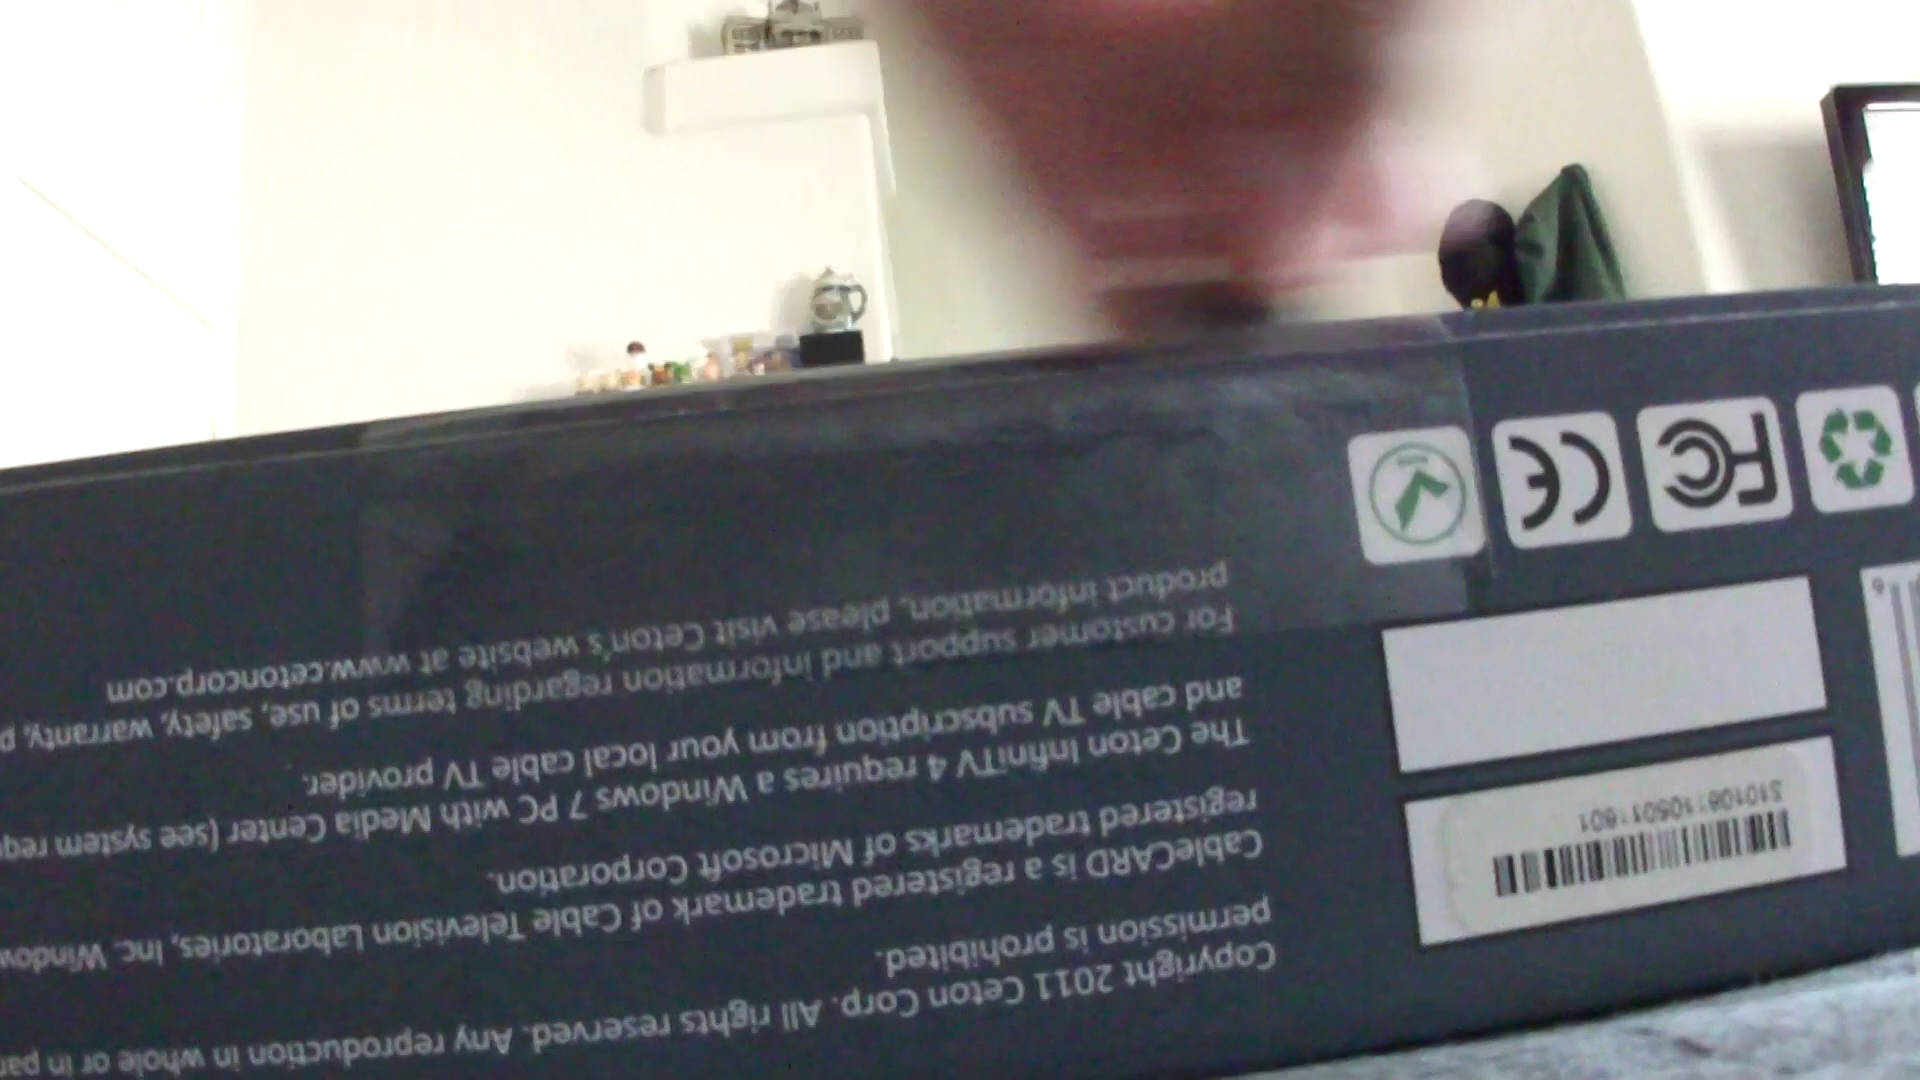 Copyright 2011 Ceton Corp. All rights reserved. Any reproduction in whole or in
permission is prohibited.
CableCARD is a registered trademark of Cable Television Laboratories, Inc.
registered trademarks of Microsoft Corporation.
The Ceton InfiniTV 4 requires a Windows 7 PC with Media Center (see system
and cable TV subscription from your local cable TV provider.
For customer support and information regarding terms of use, safety, warranty,
product information, please visit Ceton's website at www.cetoncorp.com
CE
FC